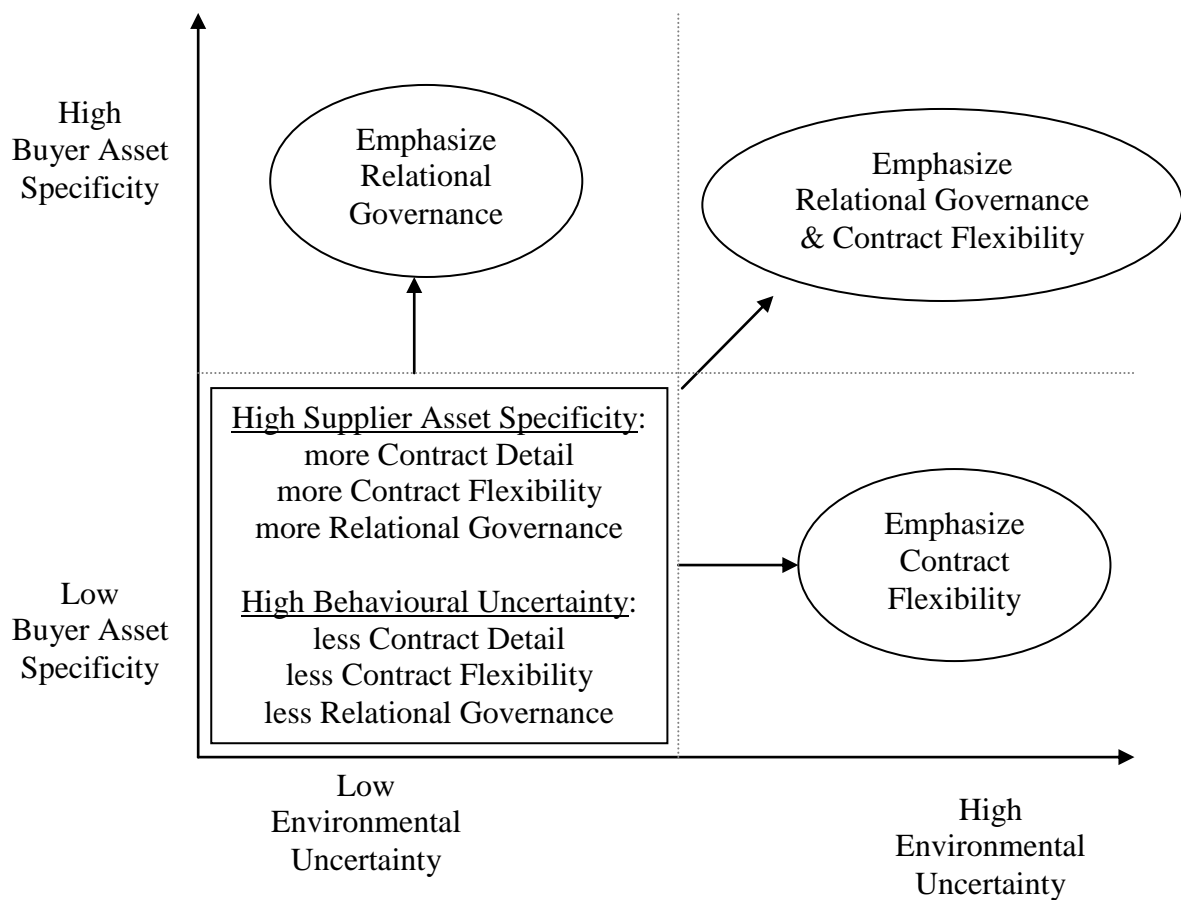 High
Buyer Asset
Specificity
Emphasize
Relational
Governance
Emphasize
Relational Governance
& Contract Flexibility
High Supplier Asset Specificity:
more Contract Detail
more Contract Flexibility
more Relational Governance
High Behavioural Uncertainty:
less Contract Detail
less Contract Flexibility
less Relational Governance
Emphasize
Contract
Flexibility
Low
Buyer Asset
Specificity
Low
Environmental
Uncertainty
High
Environmental
Uncertainty